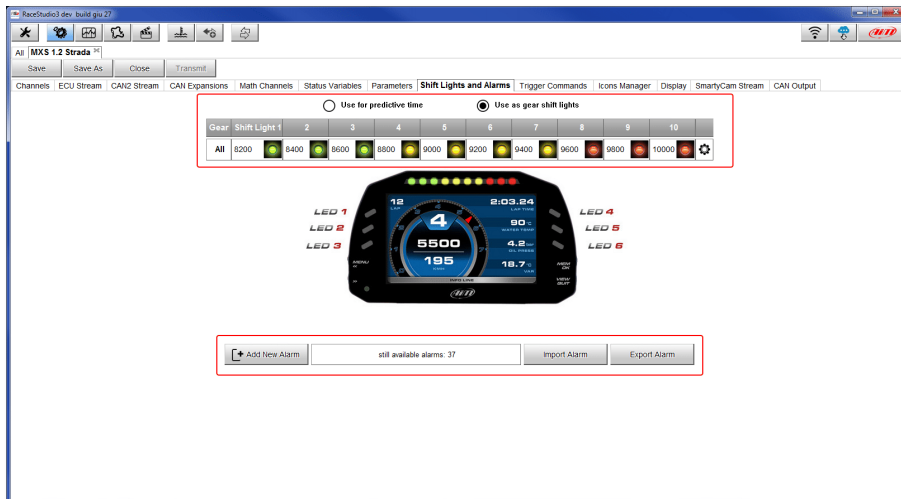 RaceStudio3 dev build giu 27
AiM
All MXS 1.2 Strada
Save Save As Close Transmit
Channels ECU Stream CAN2 Stream CAN Expansions Math Channels Status Variables Parameters Shift Lights and Alarms Trigger Commands Icons Manager Display SmartyCam Stream CAN Output
Use for predictive time Use as gear shift lights
Gear Shift Light 1 2 3 4 5 6 7 8 9 10
All 8200 8400 8600 8800 9000 9200 9400 9600 9800 10000
12 2:03.24
LAP LAP TIME
LED 1 LED 4
4 90 °C
WATER TEMP
LED 2 LED 5
5500 4.2 bar
OIL PRESS
LED 3 LED 6
195 18.7 °C
MENU MEM
<< OK
INFO LINE
>> VIEW
QUIT
AiM
Add New Alarm still available alarms: 37 Import Alarm Export Alarm